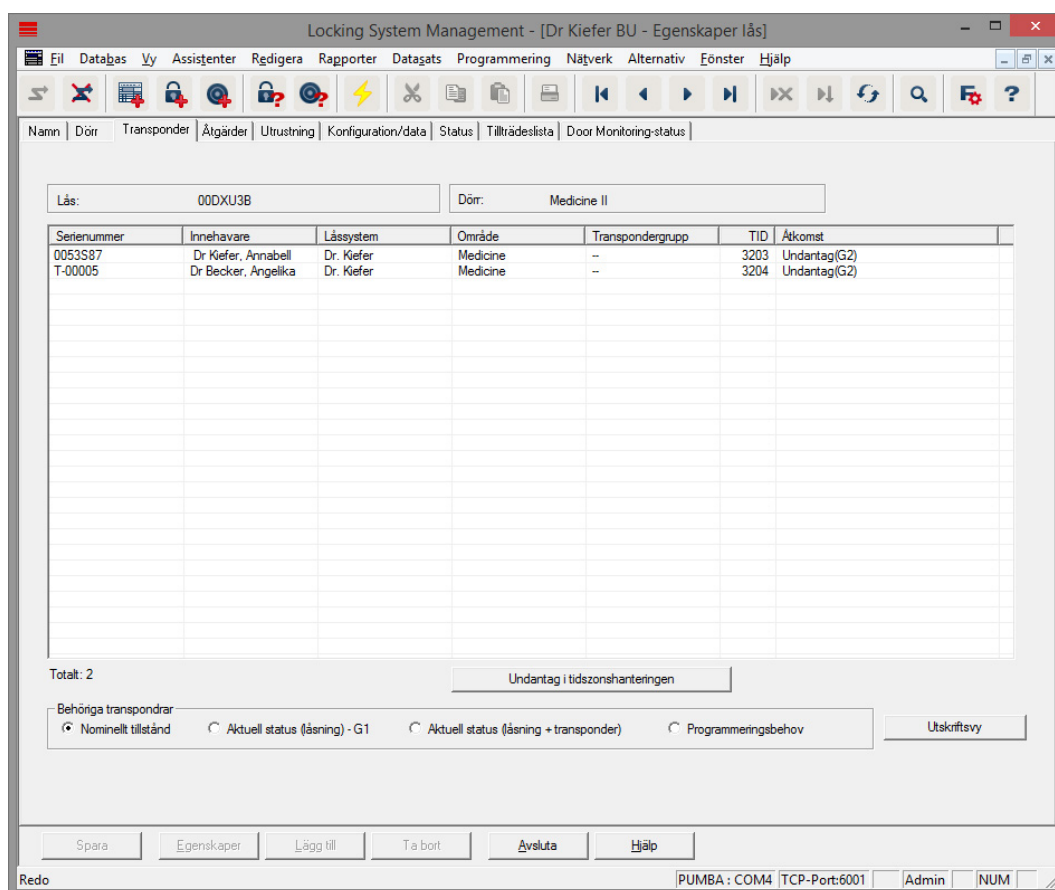 Locking System Management - [Dr Kiefer BU - Egenskaper lås]
Fil Databas Vy Assistenter Redigera Rapporter Datasats Programmering Nätverk Alternativ Fönster Hjälp
Namn Dörr Transponder Åtgärder Utrustning Konfiguration/data Status Tillträdeslista Door Monitoring-status
Lås: 00DXU3B Dörr: Medicine II
Serienummer Innehavare Låssystem Område Transpondergrupp TID Åtkomst
0053S87 Dr Kiefer, Annabell Dr. Kiefer Medicine -- 3203 Undantag(G2)
T-00005 Dr Becker, Angelika Dr. Kiefer Medicine -- 3204 Undantag(G2)
Totalt: 2
Undantag i tidszonshanteringen
Behöriga transpondrar
Nominellt tillstånd Aktuell status (låsning) - G1 Aktuell status (låsning + transponder) Programmeringsbehov
Utskriftsvy
Spara Egenskaper Lägg till Ta bort Avsluta Hjälp
Redo PUMBA : COM4 TCP-Port:6001 Admin NUM